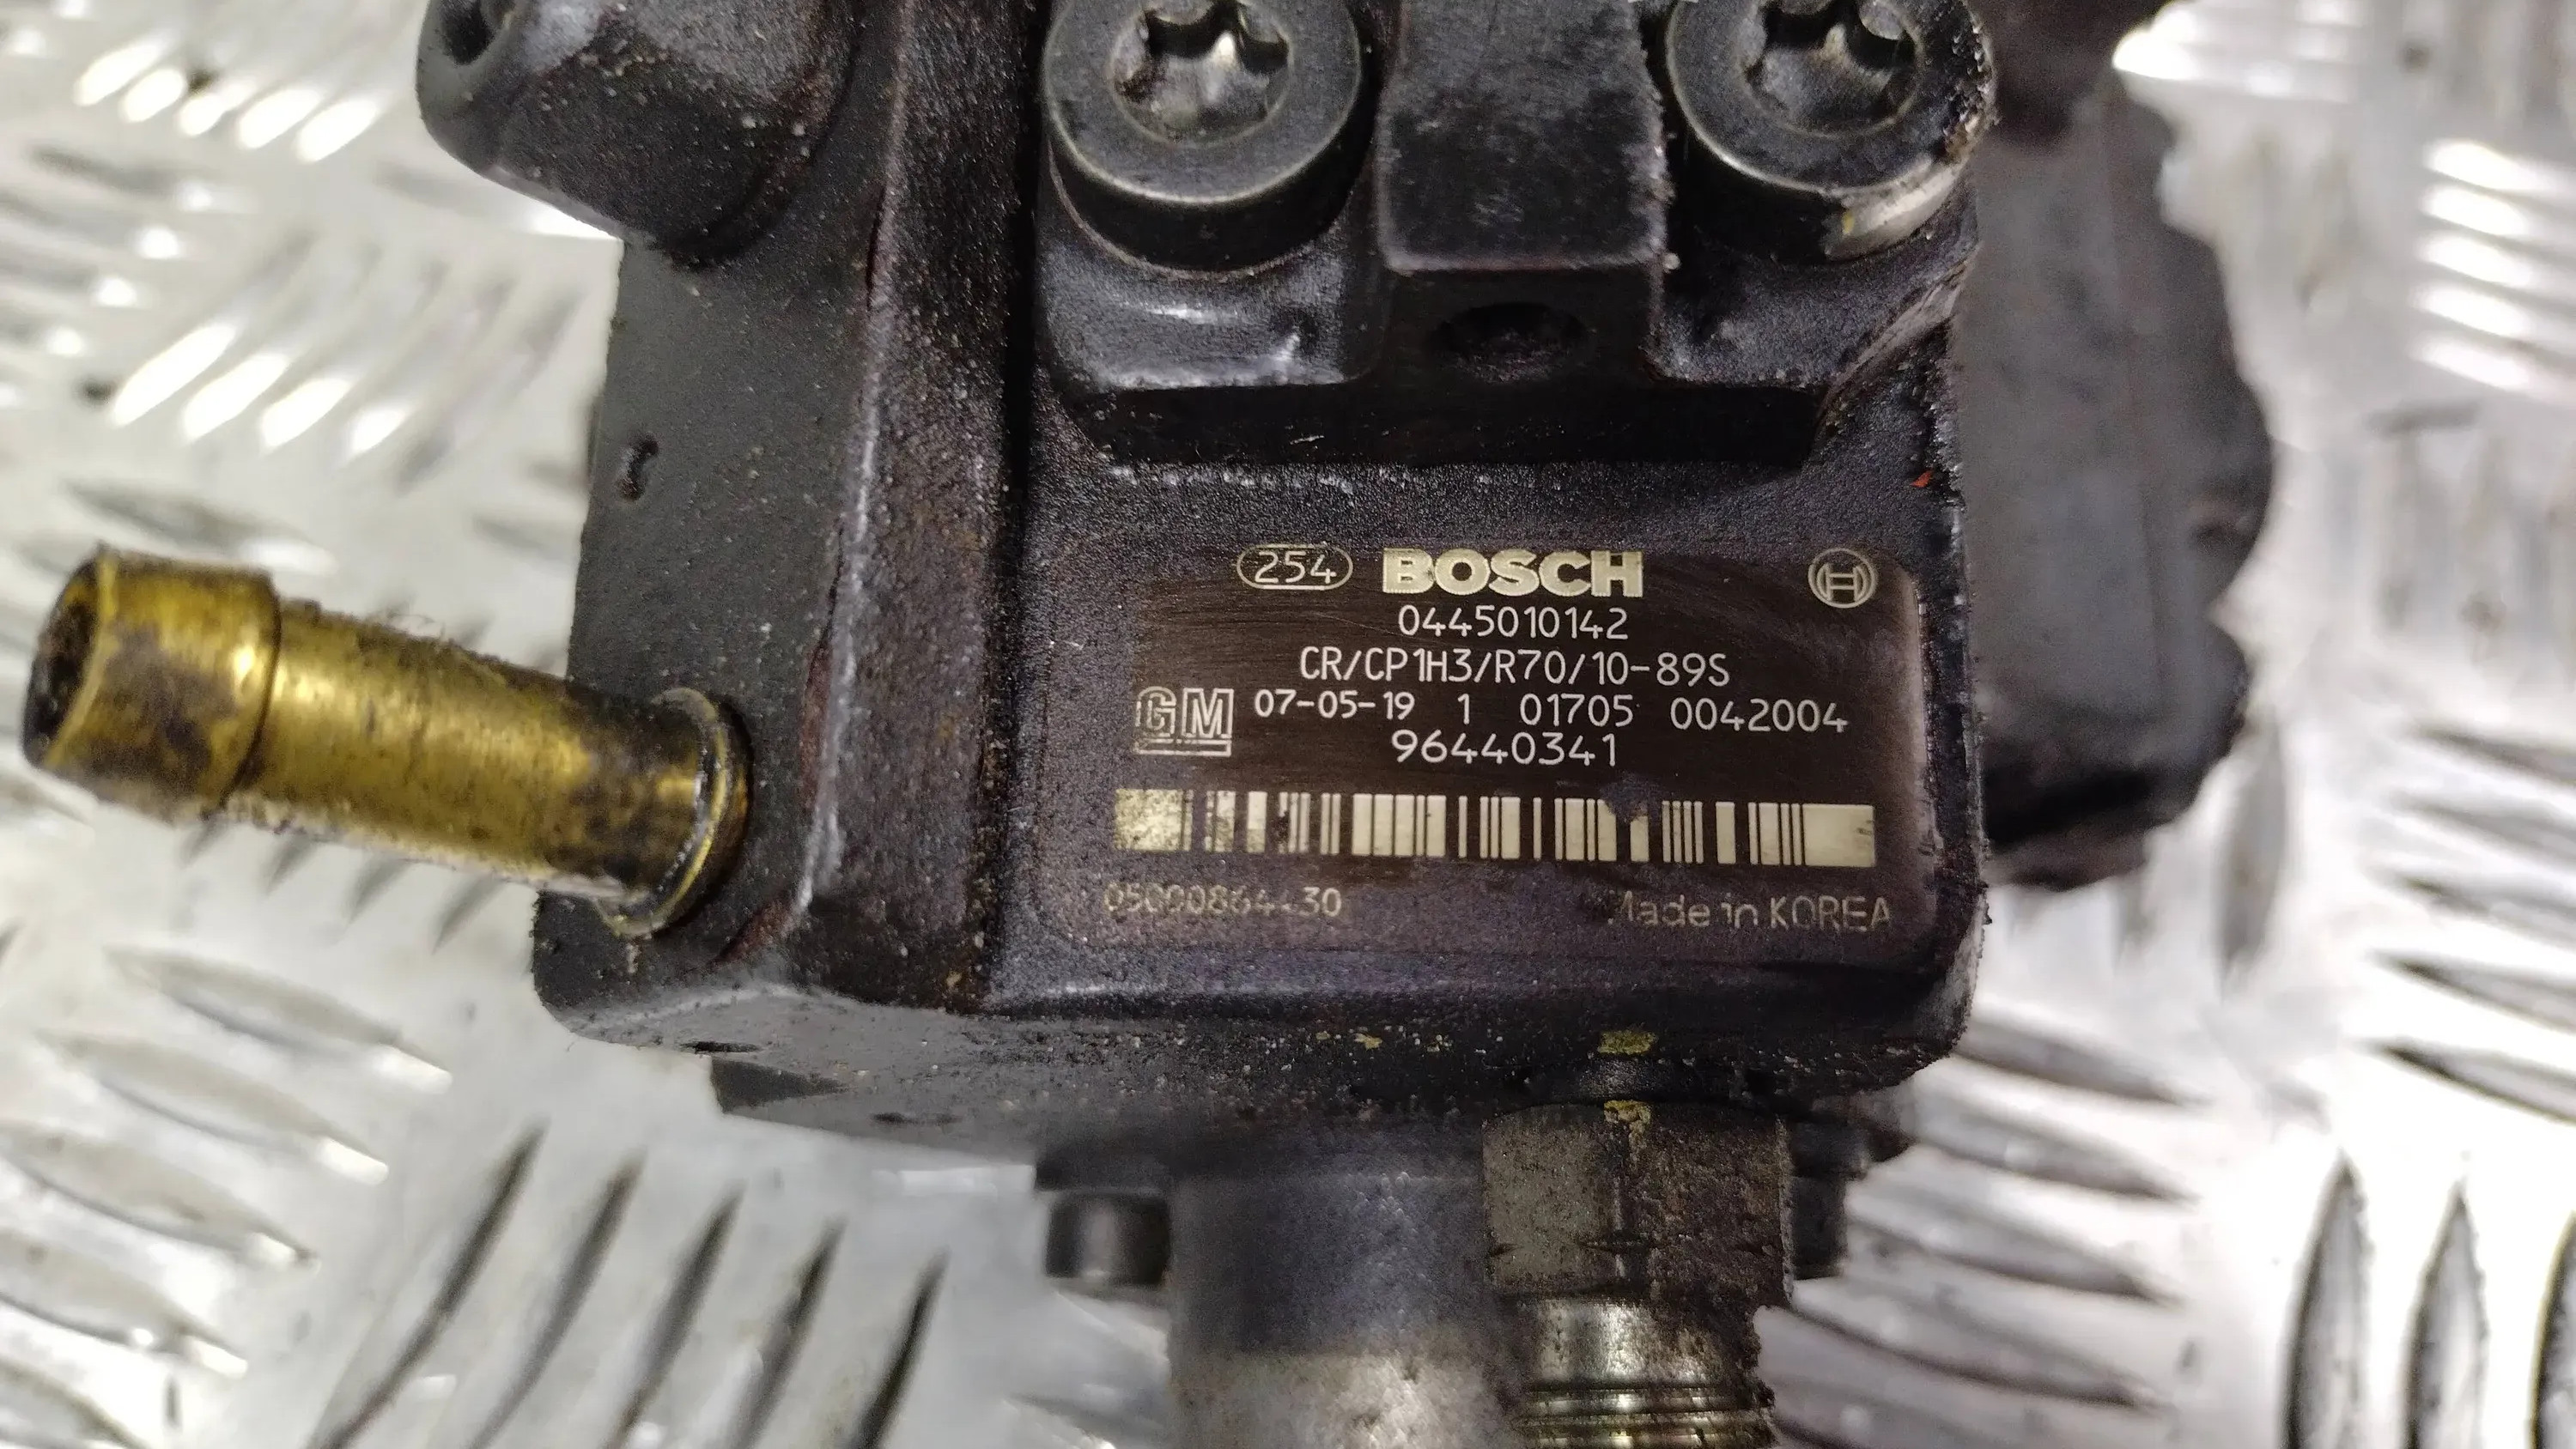 254 BOSCH
0445010142
CR/CP1H3/R70/10-89S
GM 07-05-19 1 01705 0042004
96440341
Made in KOREA